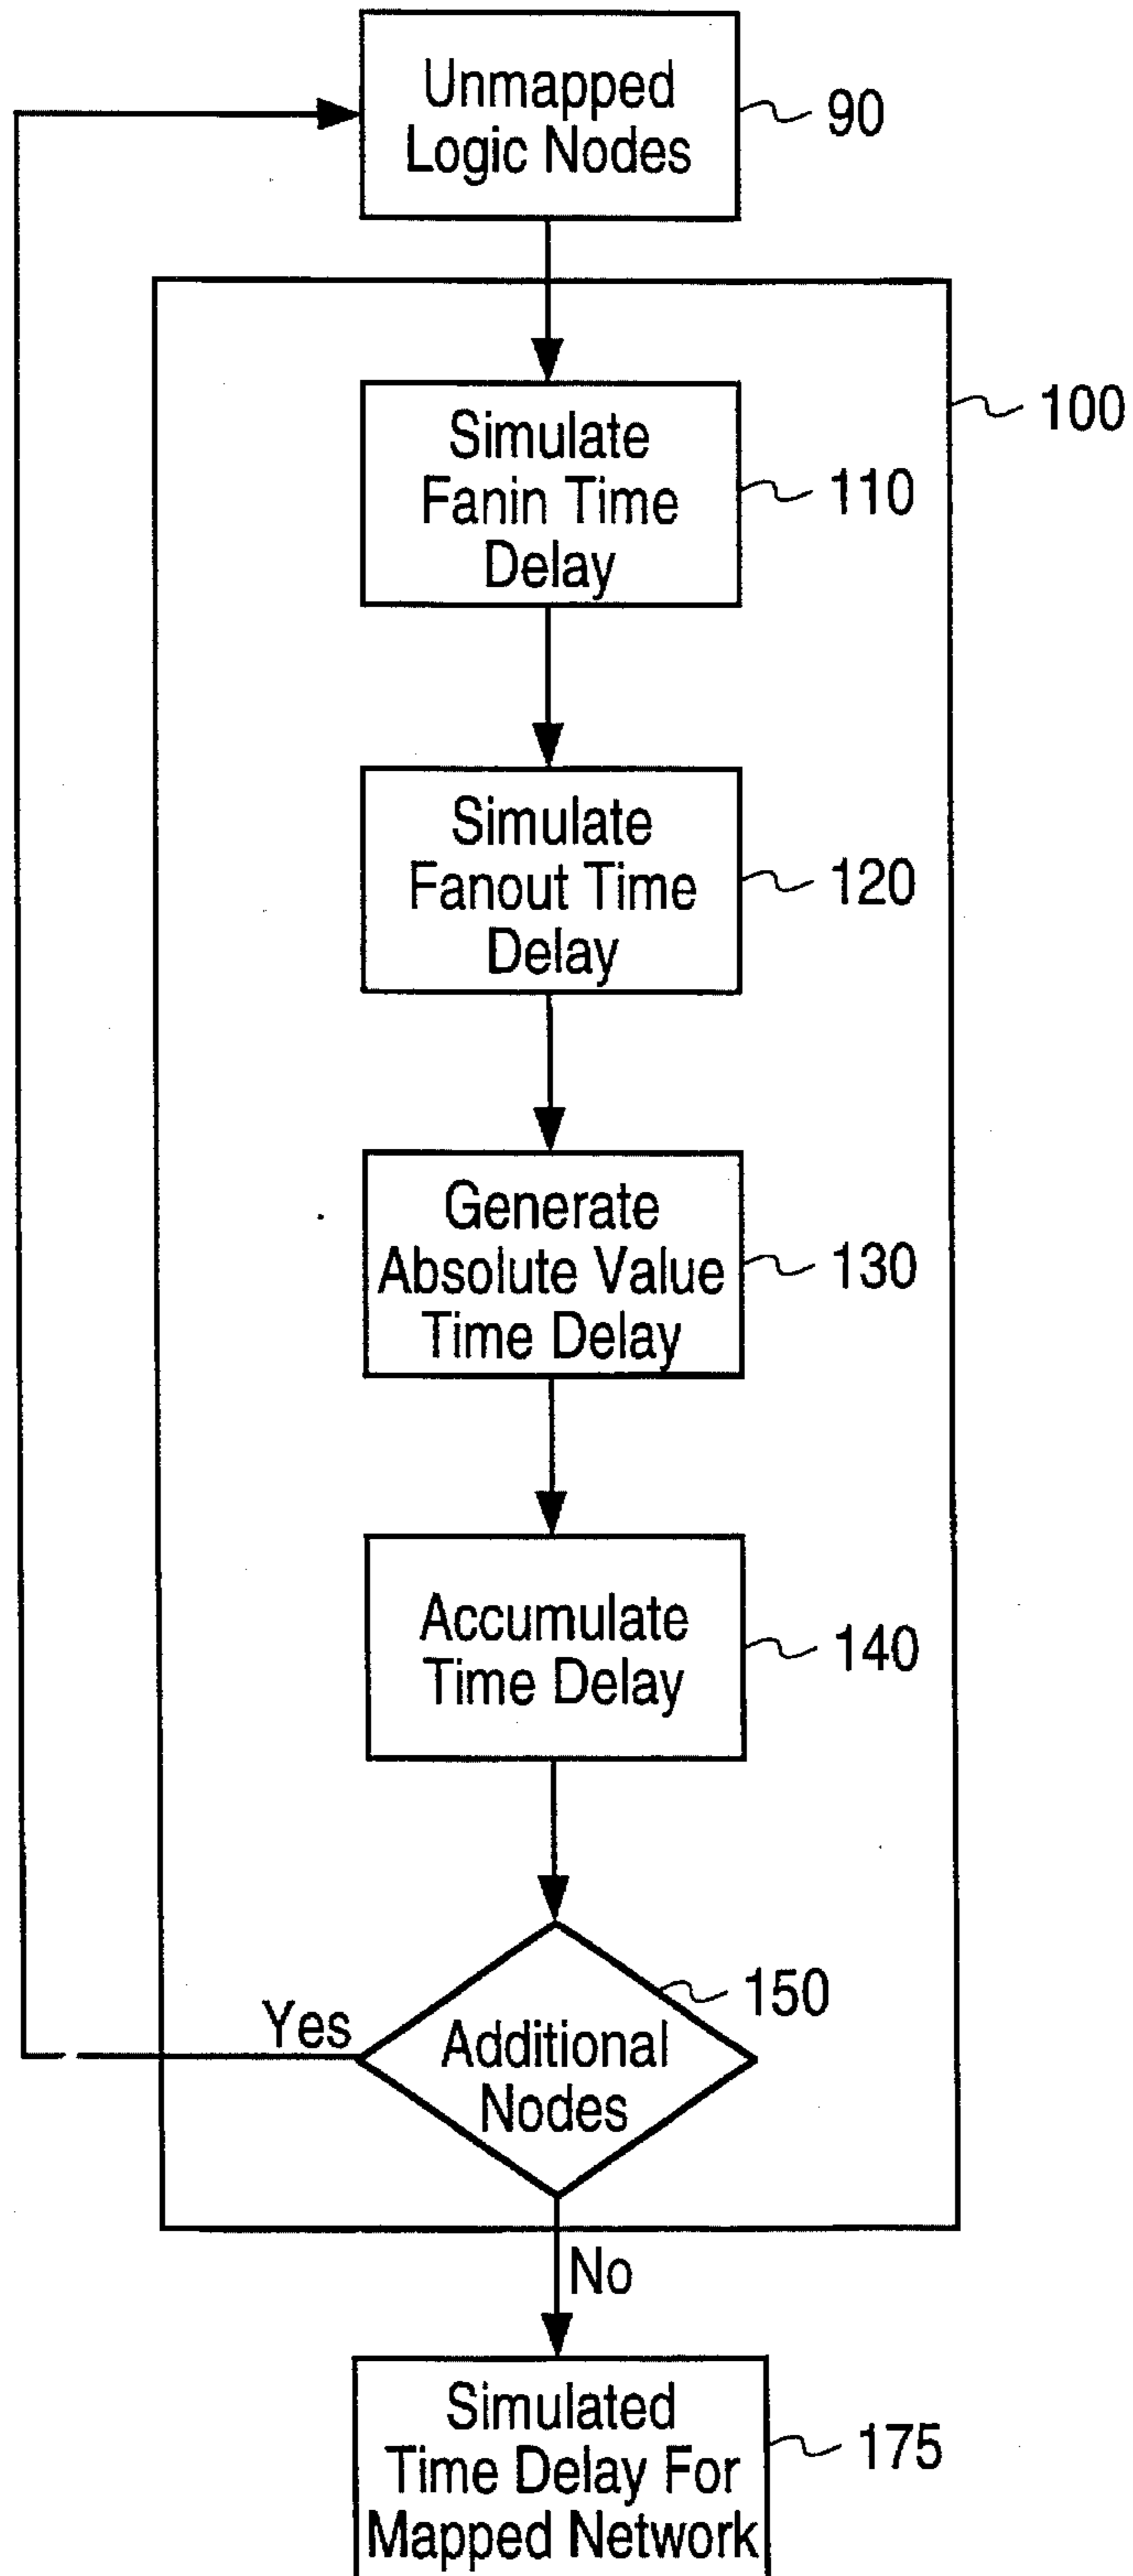 Unmapped
Logic Nodes
90
100
Simulate
Fanin Time
Delay
110
Simulate
Fanout Time
Delay
120
Generate
Absolute Value
Time Delay
130
Accumulate
Time Delay
140
150
Yes
Additional
Nodes
No
Simulated
Time Delay For
Mapped Network
175